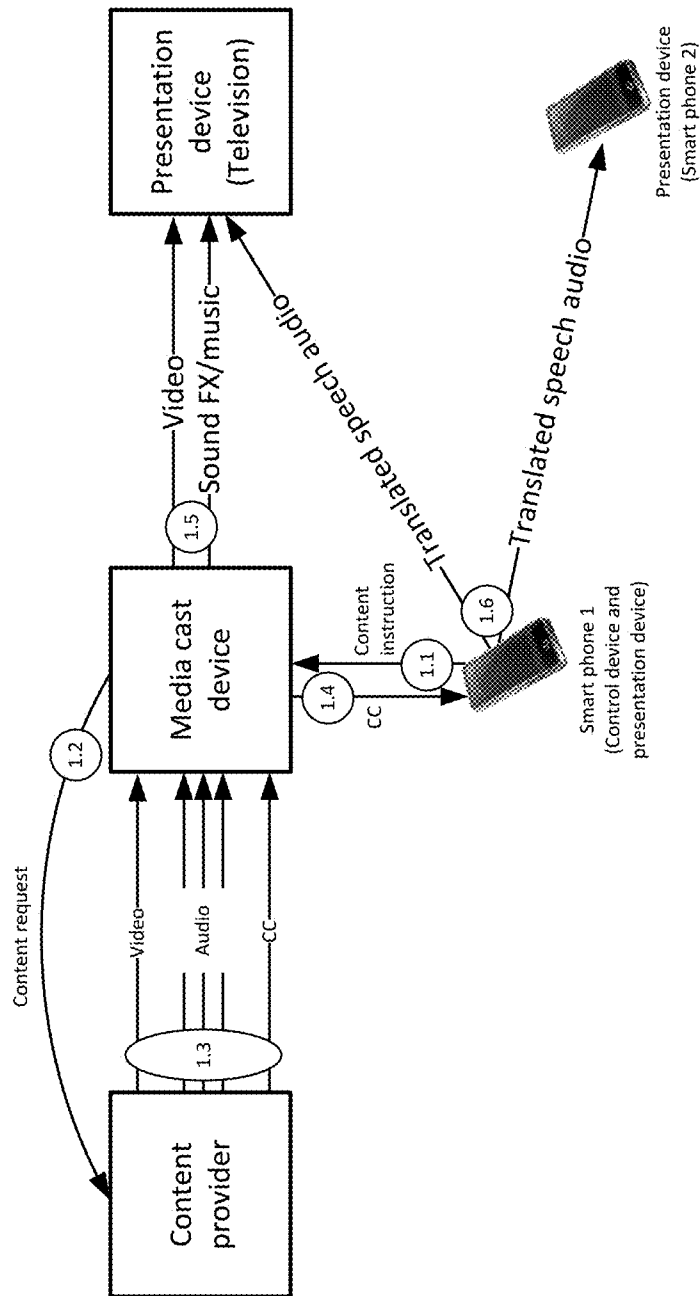 Content request
1.2
Content
provider
1.3
Video
Audio
CC
Media cast
device
1.5
Video
Sound FX/music
Presentation
device
(Television)
1.4
CC
1.1
Content
instruction
1.6
Translated speech audio
Translated speech audio
Smart phone 1
(Control device and
presentation device)
Presentation device
(Smart phone 2)